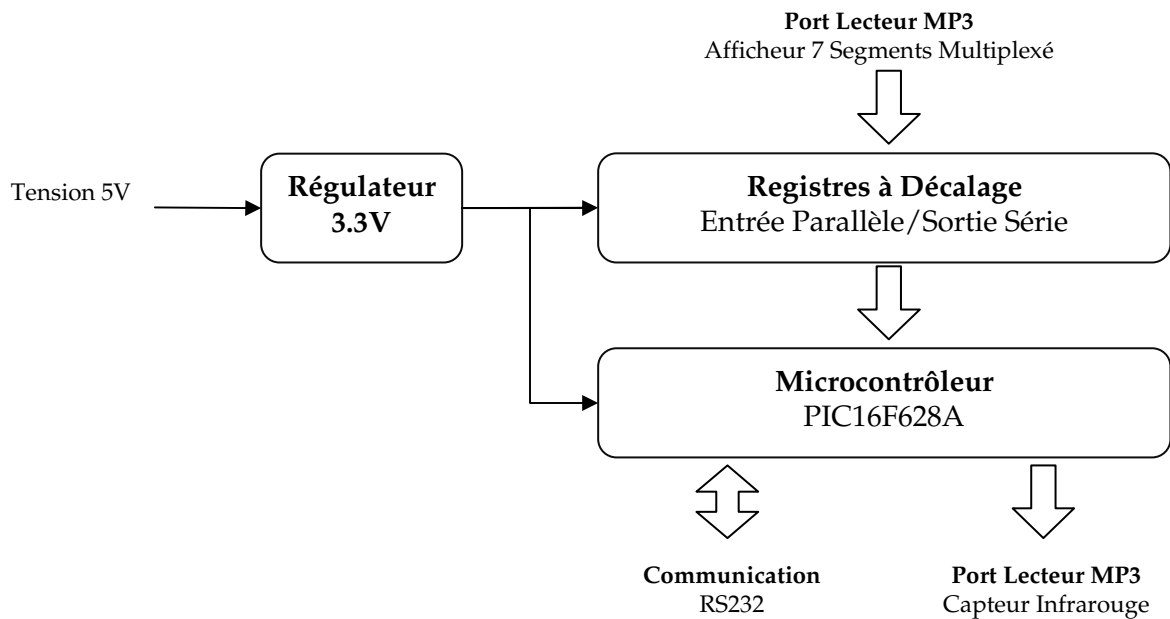 Port Lecteur MP3
Afficheur 7 Segments Multiplexé
Tension 5V
Régulateur
3.3V
Registres à Décalage
Entrée Parallèle/Sortie Série
Microcontrôleur
PIC16F628A
Communication
RS232
Port Lecteur MP3
Capteur Infrarouge